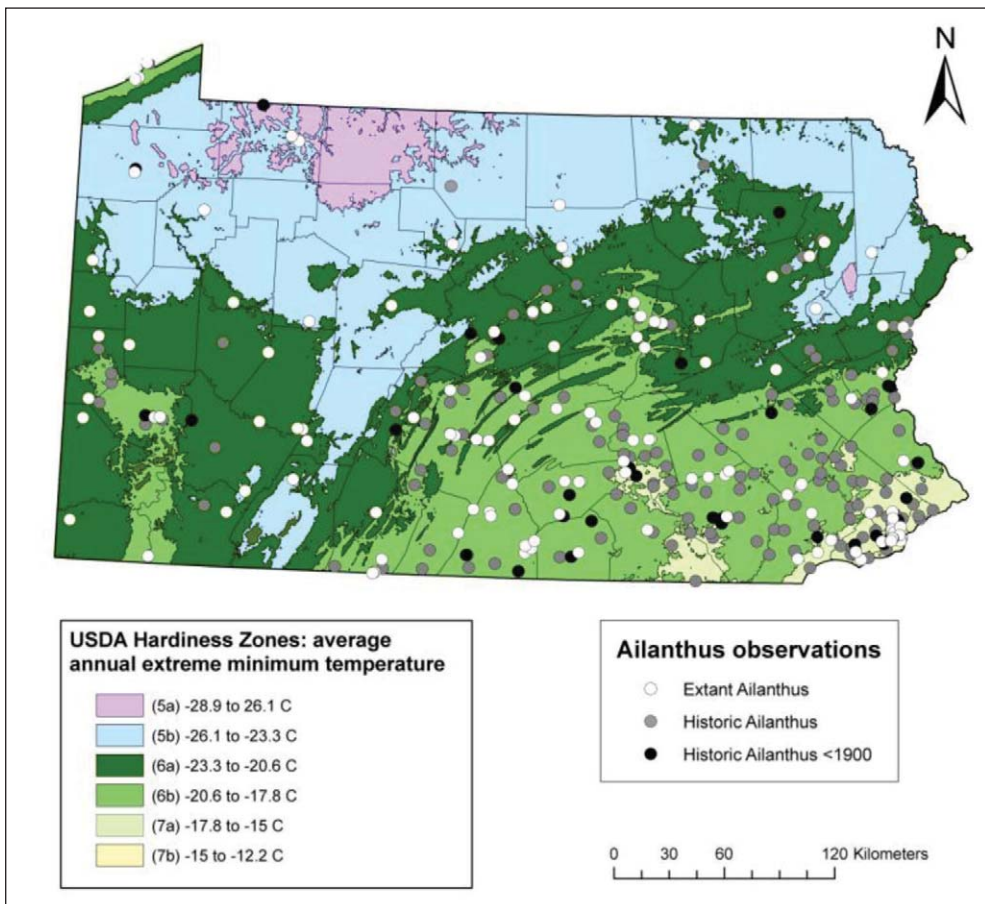 N
USDA Hardiness Zones: average
annual extreme minimum temperature
(5a) -28.9 to 26.1 C
(5b) -26.1 to -23.3 C
(6a) -23.3 to -20.6 C
(6b) -20.6 to -17.8 C
(7a) -17.8 to -15 C
(7b) -15 to -12.2 C
Ailanthus observations
Extant Ailanthus
Historic Ailanthus
Historic Ailanthus <1900
0 30 60 120 Kilometers